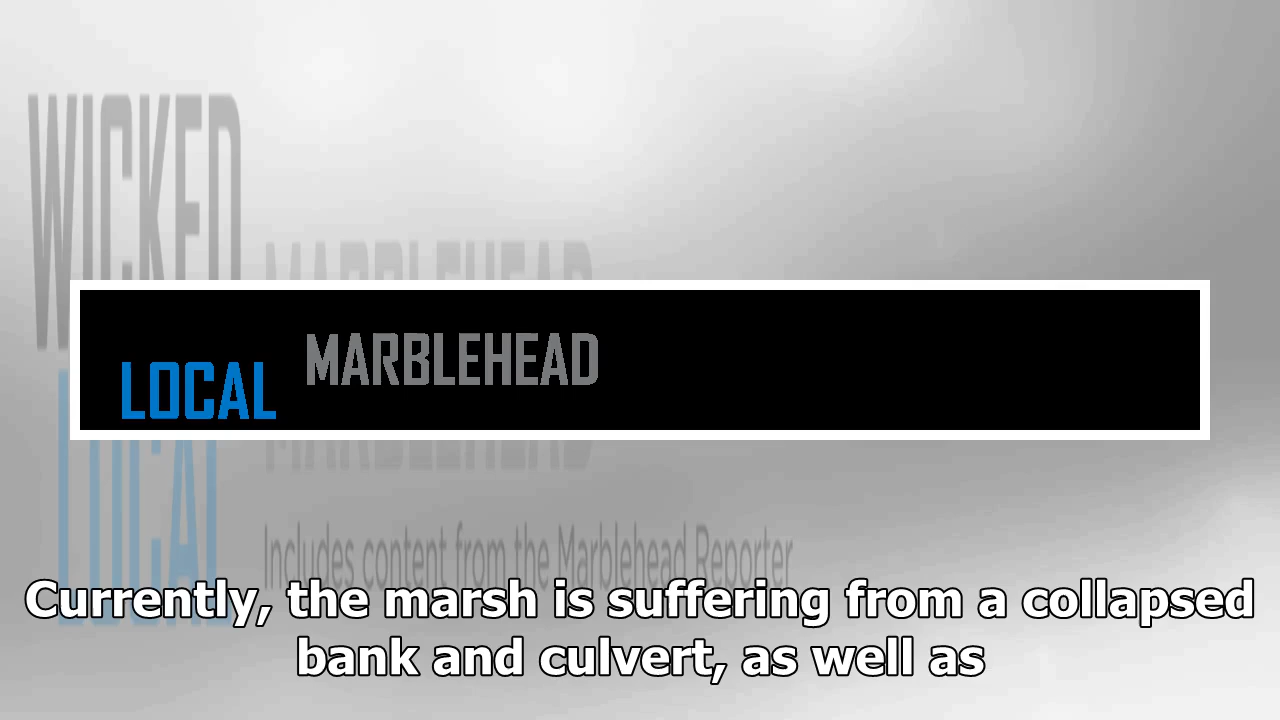 WICKED
MARBLEHEAD
LOCAL
MARBLEHEAD
LOCAL
MARBLEHEAD
Includes content from the Marblehead Reporter
Currently, the marsh is suffering from a collapsed
bank and culvert, as well as